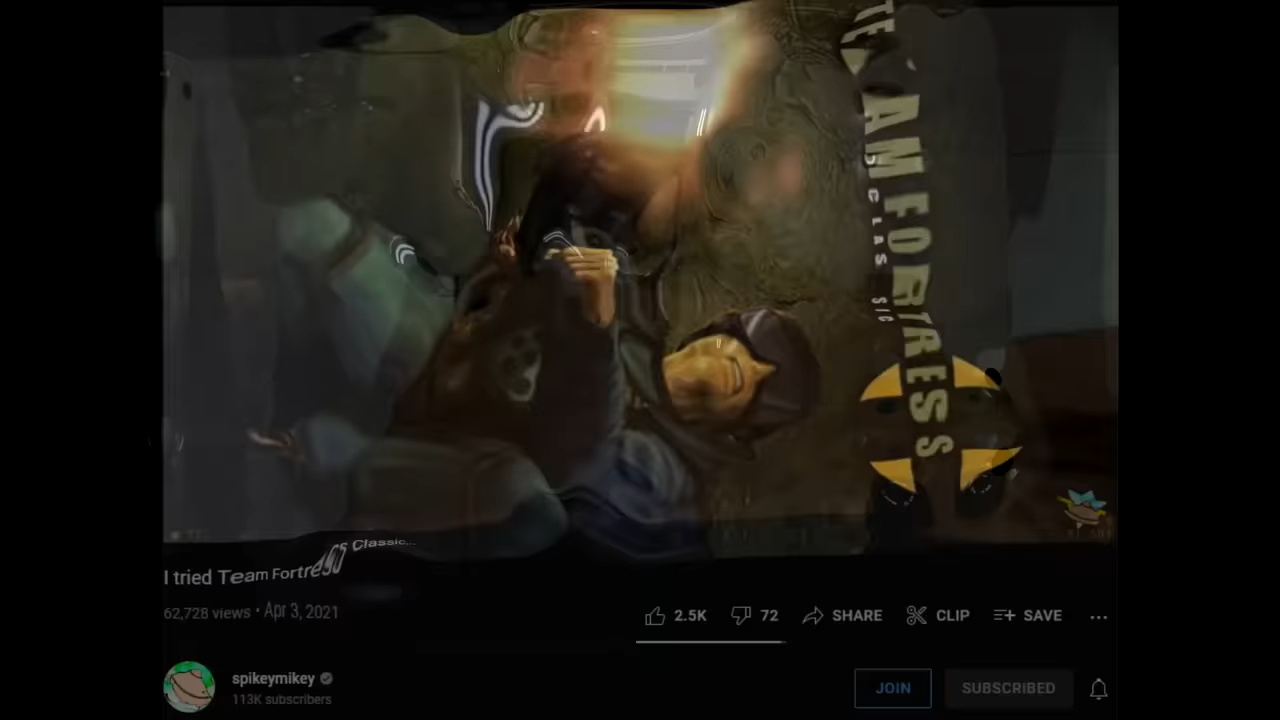 TEAM FORTRESS
CLASSIC
I tried Team Fortress Classic...
62,728 views • Apr 3, 2021
2.5K
72
SHARE
CLIP
SAVE
spikeymikey
113K subscribers
JOIN
SUBSCRIBED